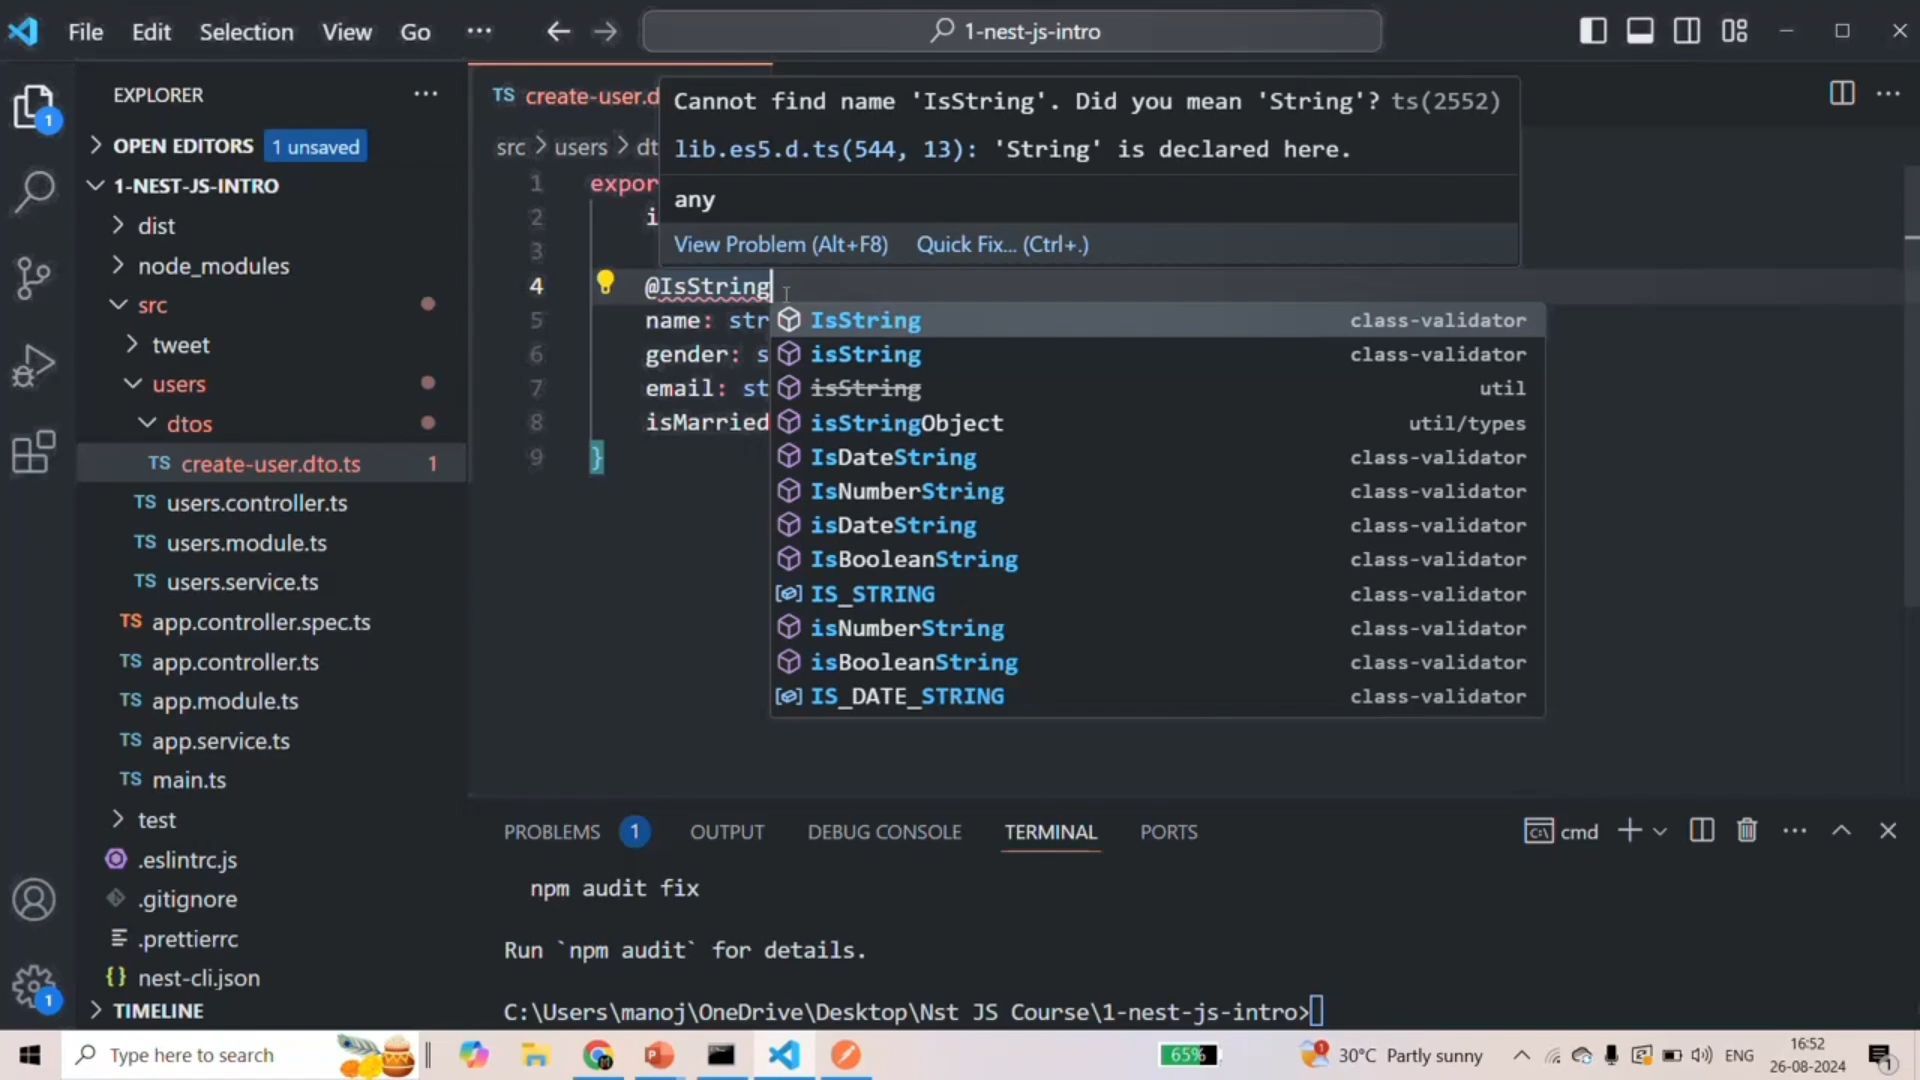 File Edit Selection View Go ··· 1-nest-js-intro
EXPLORER ···
OPEN EDITORS 1 unsaved
1-NEST-JS-INTRO
dist
node_modules
src
tweet
users
dtos
TS create-user.dto.ts 1
TS users.controller.ts
TS users.module.ts
TS users.service.ts
TS app.controller.spec.ts
TS app.controller.ts
TS app.module.ts
TS app.service.ts
TS main.ts
test
.eslintrc.js
.gitignore
.prettierrc
{} nest-cli.json
TIMELINE
1
1
TS create-user.d
src > users > dt
Cannot find name 'IsString'. Did you mean 'String'? ts(2552)
lib.es5.d.ts(544, 13): 'String' is declared here.
any
View Problem (Alt+F8) Quick Fix... (Ctrl+.)
1 expor
2 i
3
4 @IsString
5 name: str
6 gender: s
7 email: st
8 isMarried
9 }
IsString class-validator
isString class-validator
isString util
isStringObject util/types
IsDateString class-validator
IsNumberString class-validator
isDateString class-validator
IsBooleanString class-validator
IS_STRING class-validator
isNumberString class-validator
isBooleanString class-validator
IS_DATE_STRING class-validator
PROBLEMS 1 OUTPUT DEBUG CONSOLE TERMINAL PORTS cmd
npm audit fix
Run `npm audit` for details.
C:\Users\manoj\OneDrive\Desktop\Nst JS Course\1-nest-js-intro>
Type here to search 65% 30°C Partly sunny ENG 16:52
26-08-2024